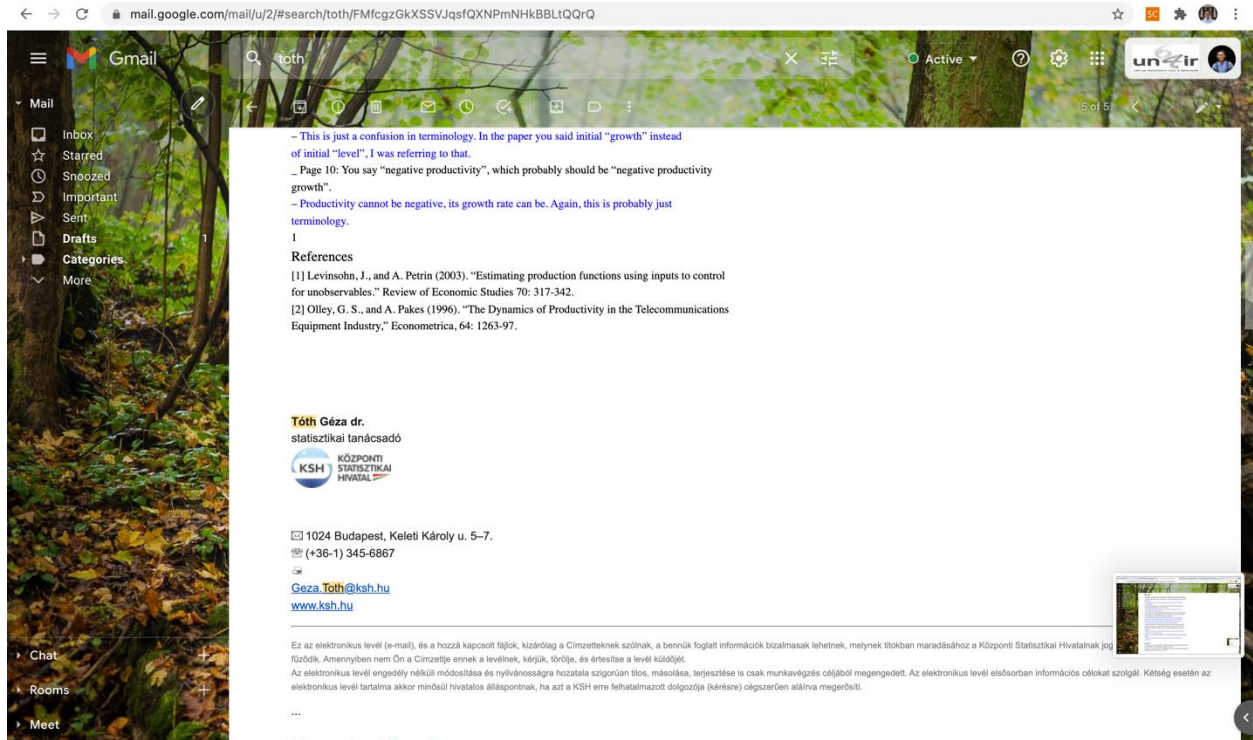 mail.google.com/mail/u/2/#search/toth/FMfcgzGkXSSVJqsfQXNPmNHkBBLtQQrQ
SC
Gmail
toth
Active
un4ir
Mail
5 of 5
Inbox
Starred
Snoozed
Important
Sent
Drafts 1
Categories
More
– This is just a confusion in terminology. In the paper you said initial “growth” instead
of initial “level”, I was referring to that.
_ Page 10: You say “negative productivity”, which probably should be “negative productivity
growth”.
– Productivity cannot be negative, its growth rate can be. Again, this is probably just
terminology.
1
References
[1] Levinsohn, J., and A. Petrin (2003). “Estimating production functions using inputs to control
for unobservables.” Review of Economic Studies 70: 317-342.
[2] Olley, G. S., and A. Pakes (1996). “The Dynamics of Productivity in the Telecommunications
Equipment Industry,” Econometrica, 64: 1263-97.
Tóth Géza dr.
statisztikai tanácsadó
KSH
KÖZPONTI
STATISZTIKAI
HIVATAL
1024 Budapest, Keleti Károly u. 5–7.
(+36-1) 345-6867
Geza.Toth@ksh.hu
www.ksh.hu
Ez az elektronikus levél (e-mail), és a hozzá kapcsolt fájlok, kizárólag a Címzetteknek szólnak, a bennük foglalt információk bizalmasak lehetnek, melynek titokban maradásához a Központi Statisztikai Hivatalnak jog
fűződik. Amennyiben nem Ön a Címzettje ennek a levélnek, kérjük, törölje, és értesítse a levél küldőjét.
Az elektronikus levél engedély nélküli módosítása és nyilvánosságra hozatala szigorúan tilos, másolása, terjesztése is csak munkavégzés céljából megengedett. Az elektronikus levél elsősorban információs célokat szolgál. Kétség esetén az
elektronikus levél tartalma akkor minősül hivatalos álláspontnak, ha azt a KSH erre felhatalmazott dolgozója (kérésre) cégszerűen aláírva megerősíti.
...
Chat
Rooms
Meet